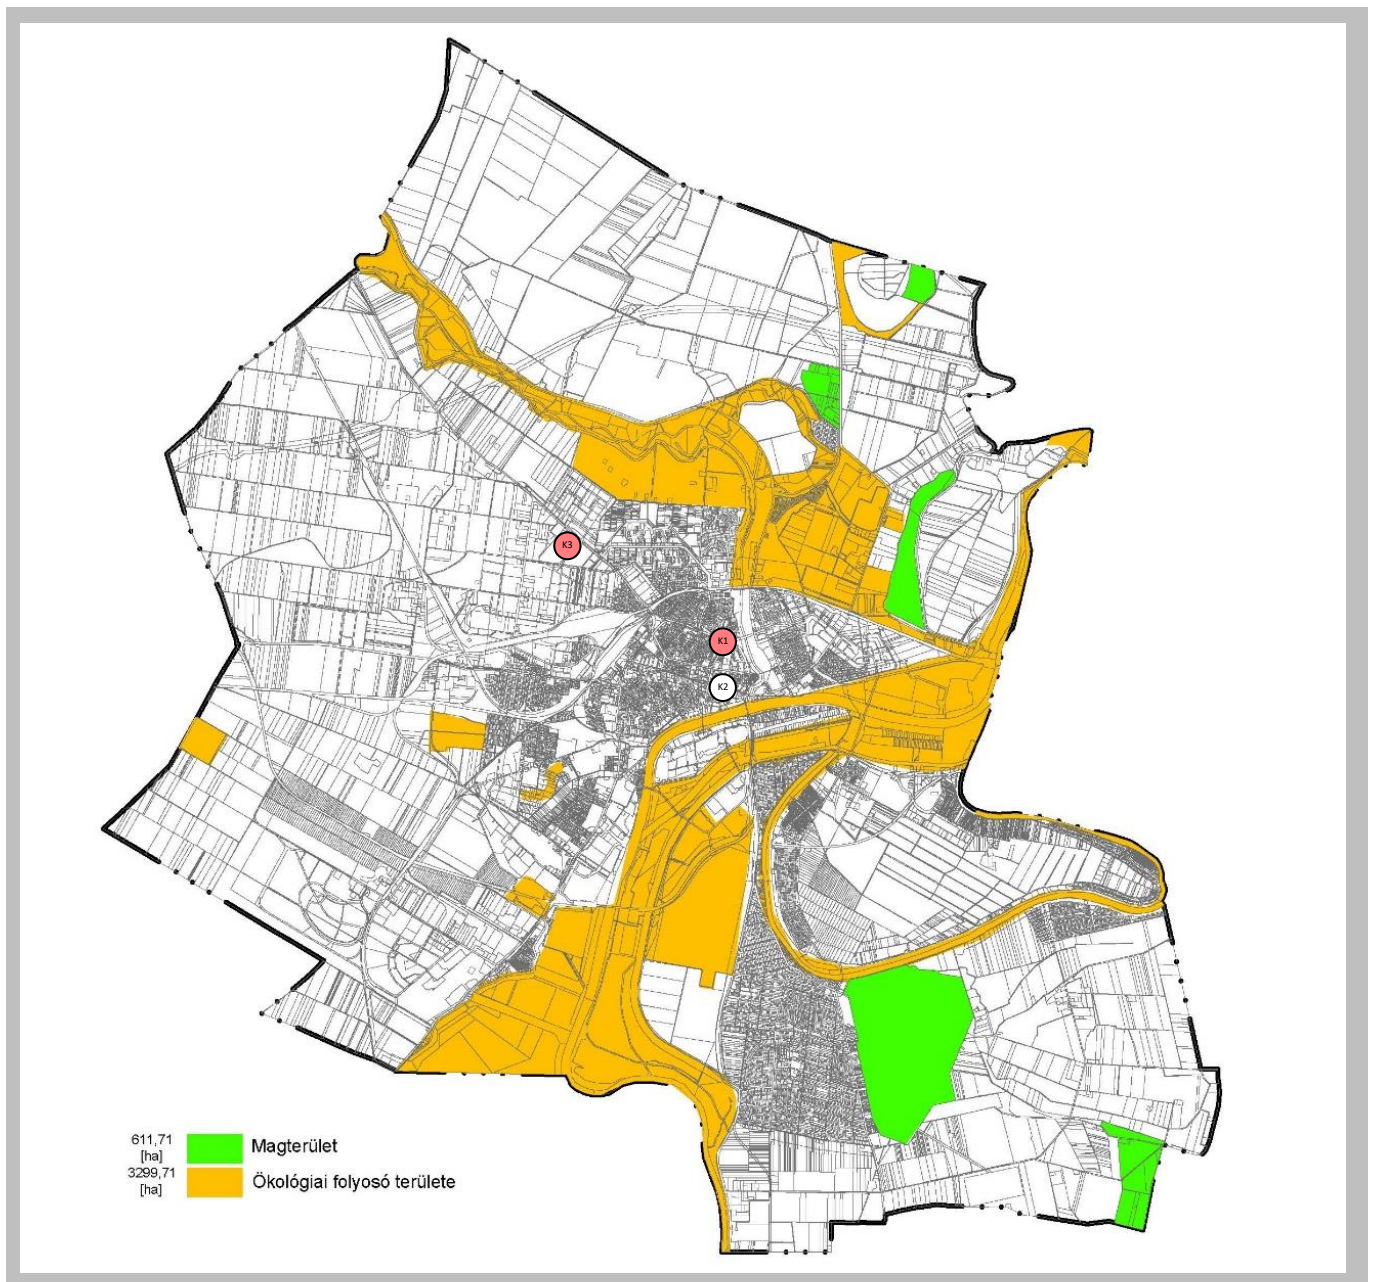 K3
K1
K2
611,71
[ha]
Magterület
3299,71
[ha]
Ökológiai folyosó területe